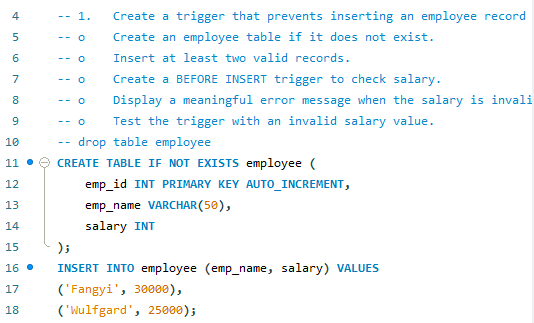 4 -- 1. Create a trigger that prevents inserting an employee record
5 -- o Create an employee table if it does not exist.
6 -- o Insert at least two valid records.
7 -- o Create a BEFORE INSERT trigger to check salary.
8 -- o Display a meaningful error message when the salary is invali
9 -- o Test the trigger with an invalid salary value.
10 -- drop table employee
11 CREATE TABLE IF NOT EXISTS employee (
12 emp_id INT PRIMARY KEY AUTO_INCREMENT,
13 emp_name VARCHAR(50),
14 salary INT
15 );
16 INSERT INTO employee (emp_name, salary) VALUES
17 ('Fangyi', 30000),
18 ('Wulfgard', 25000);